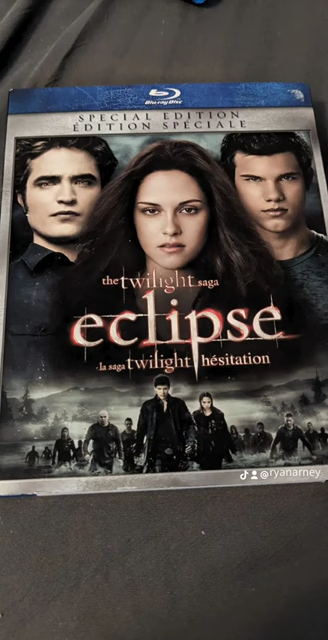 Blu-ray Disc
SPECIAL EDITION
ÉDITION SPÉCIALE
the twilight saga
eclipse
la saga twilight hésitation
@ryanarney